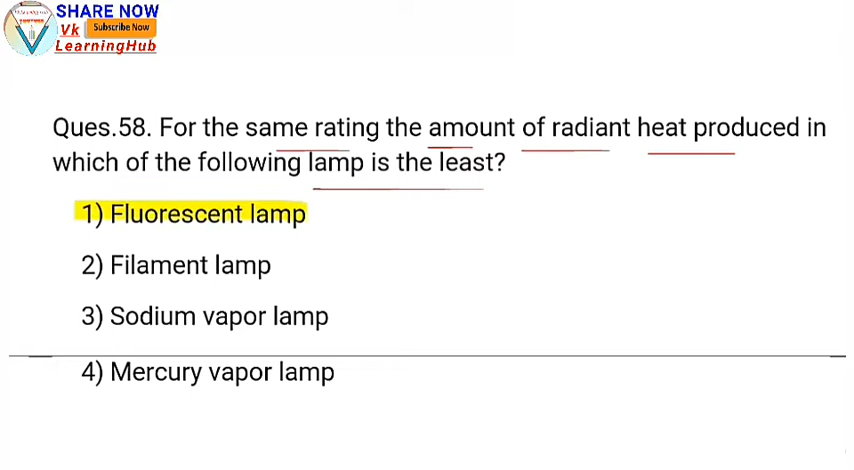 SHARE NOW
Vk Subscribe Now
LearningHub
Ques.58. For the same rating the amount of radiant heat produced in
which of the following lamp is the least?
1) Fluorescent lamp
2) Filament lamp
3) Sodium vapor lamp
4) Mercury vapor lamp